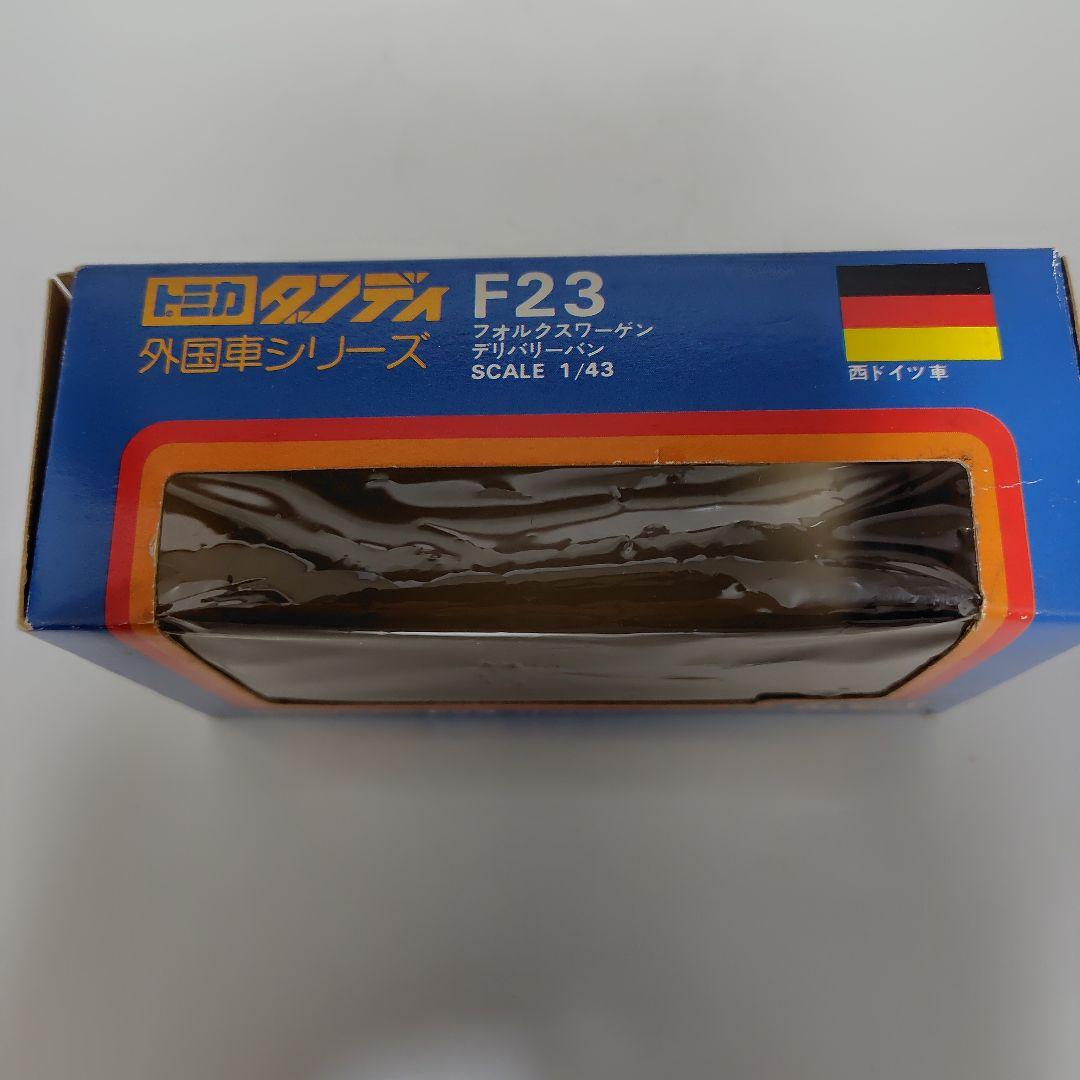 トミカ ダンディ
外国車シリーズ
F23
フォルクスワーゲン
デリバリーバン
SCALE 1/43
西ドイツ車